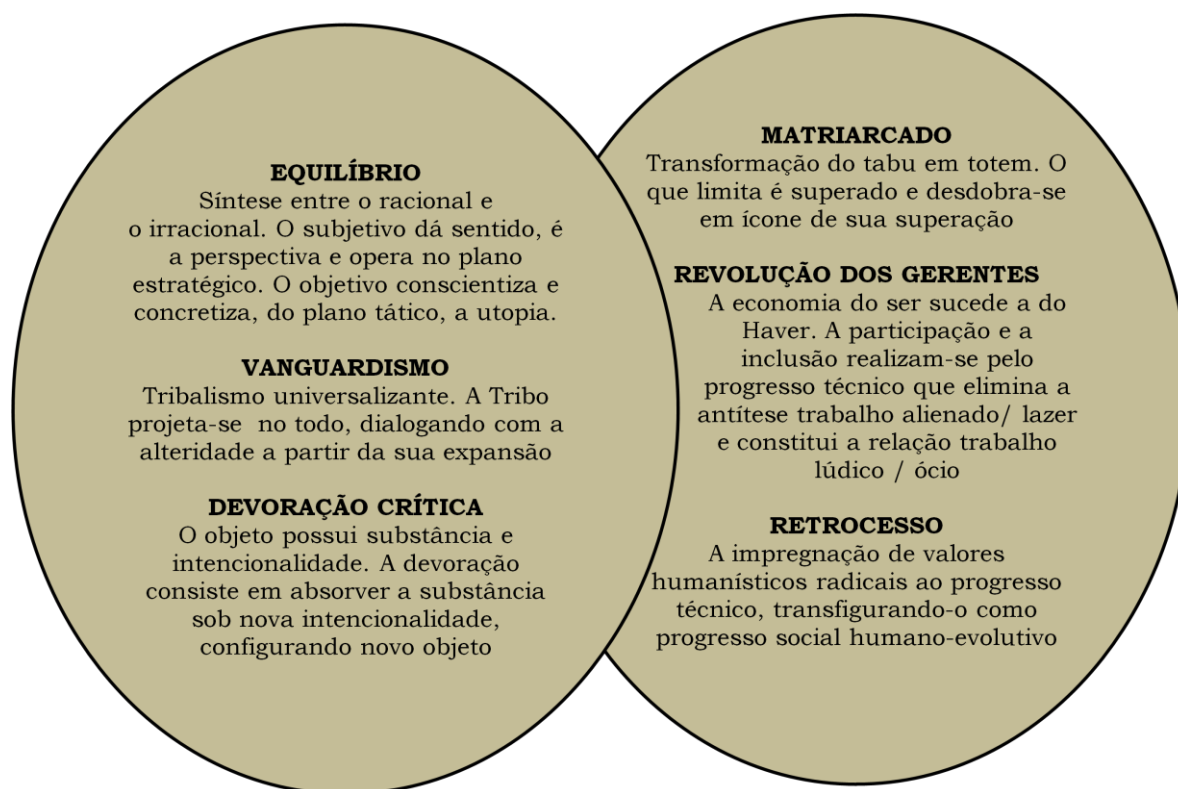 EQUILÍBRIO
Síntese entre o racional e
o irracional. O subjetivo dá sentido, é
a perspectiva e opera no plano
estratégico. O objetivo conscientiza e
concretiza, do plano tático, a utopia.
VANGUARDISMO
Tribalismo universalizante. A Tribo
projeta-se no todo, dialogando com a
alteridade a partir da sua expansão
DEVORAÇÃO CRÍTICA
O objeto possui substância e
intencionalidade. A devoração
consiste em absorver a substância
sob nova intencionalidade,
configurando novo objeto
MATRIARCADO
Transformação do tabu em totem. O
que limita é superado e desdobra-se
em ícone de sua superação
REVOLUÇÃO DOS GERENTES
A economia do ser sucede a do
Haver. A participação e a
inclusão realizam-se pelo
progresso técnico que elimina a
antítese trabalho alienado/ lazer
e constitui a relação trabalho
lúdico / ócio
RETROCESSO
A impregnação de valores
humanísticos radicais ao progresso
técnico, transfigurando-o como
progresso social humano-evolutivo